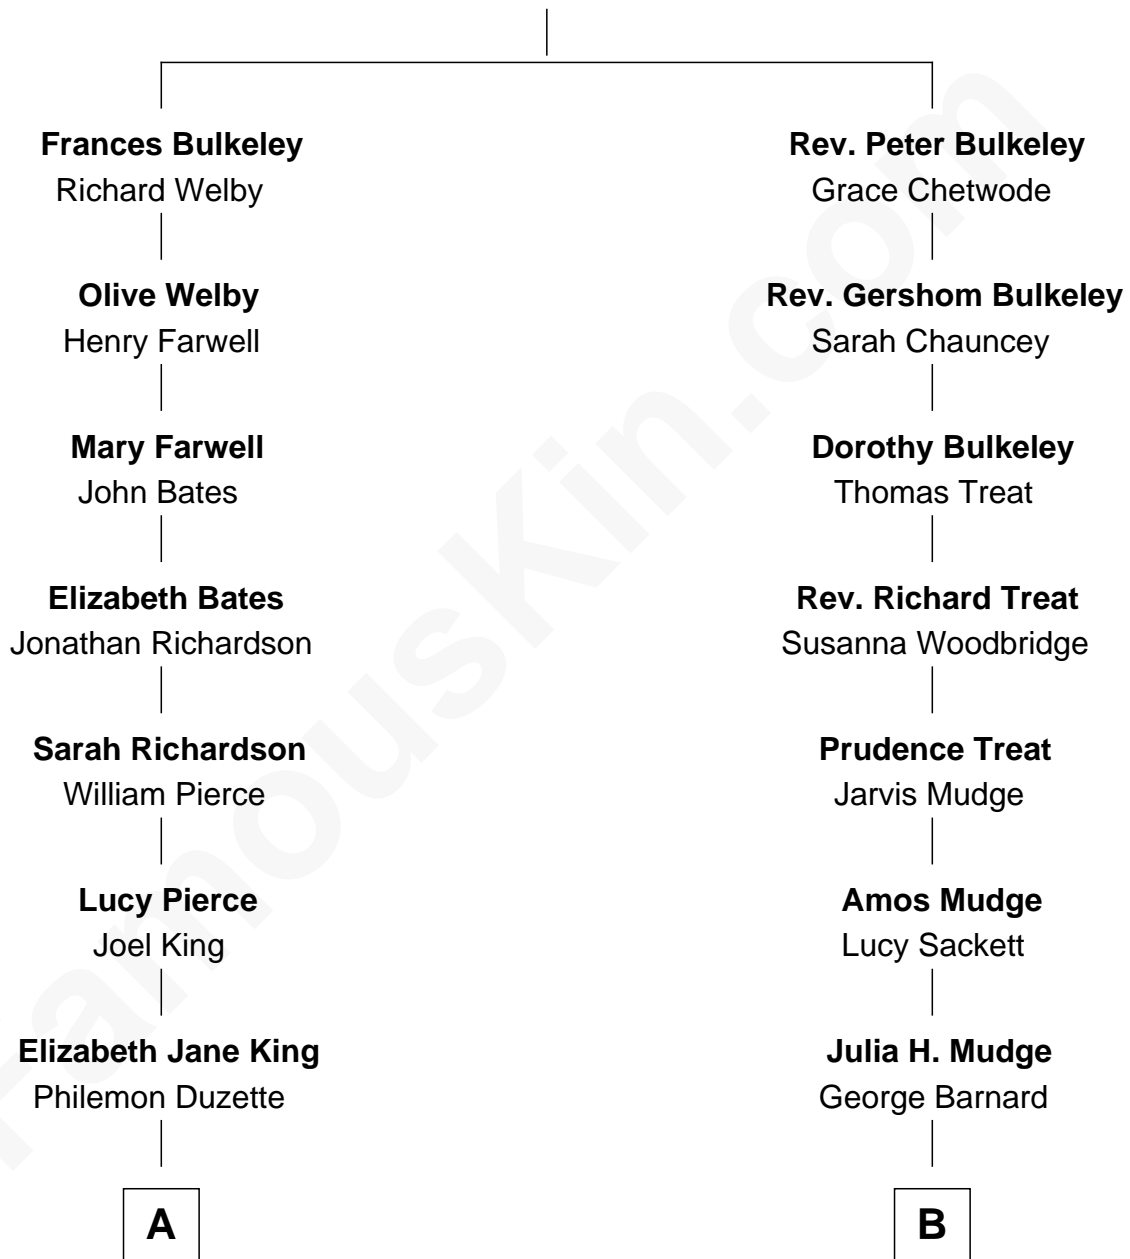 Frances Bulkeley
Richard Welby
Olive Welby
Henry Farwell
Mary Farwell
John Bates
Elizabeth Bates
Jonathan Richardson
Sarah Richardson
William Pierce
Lucy Pierce
Joel King
Elizabeth Jane King
Philemon Duzette
A
Rev. Peter Bulkeley
Grace Chetwode
Rev. Gershom Bulkeley
Sarah Chauncey
Dorothy Bulkeley
Thomas Treat
Rev. Richard Treat
Susanna Woodbridge
Prudence Treat
Jarvis Mudge
Amos Mudge
Lucy Sackett
Julia H. Mudge
George Barnard
B
FamousKin.com